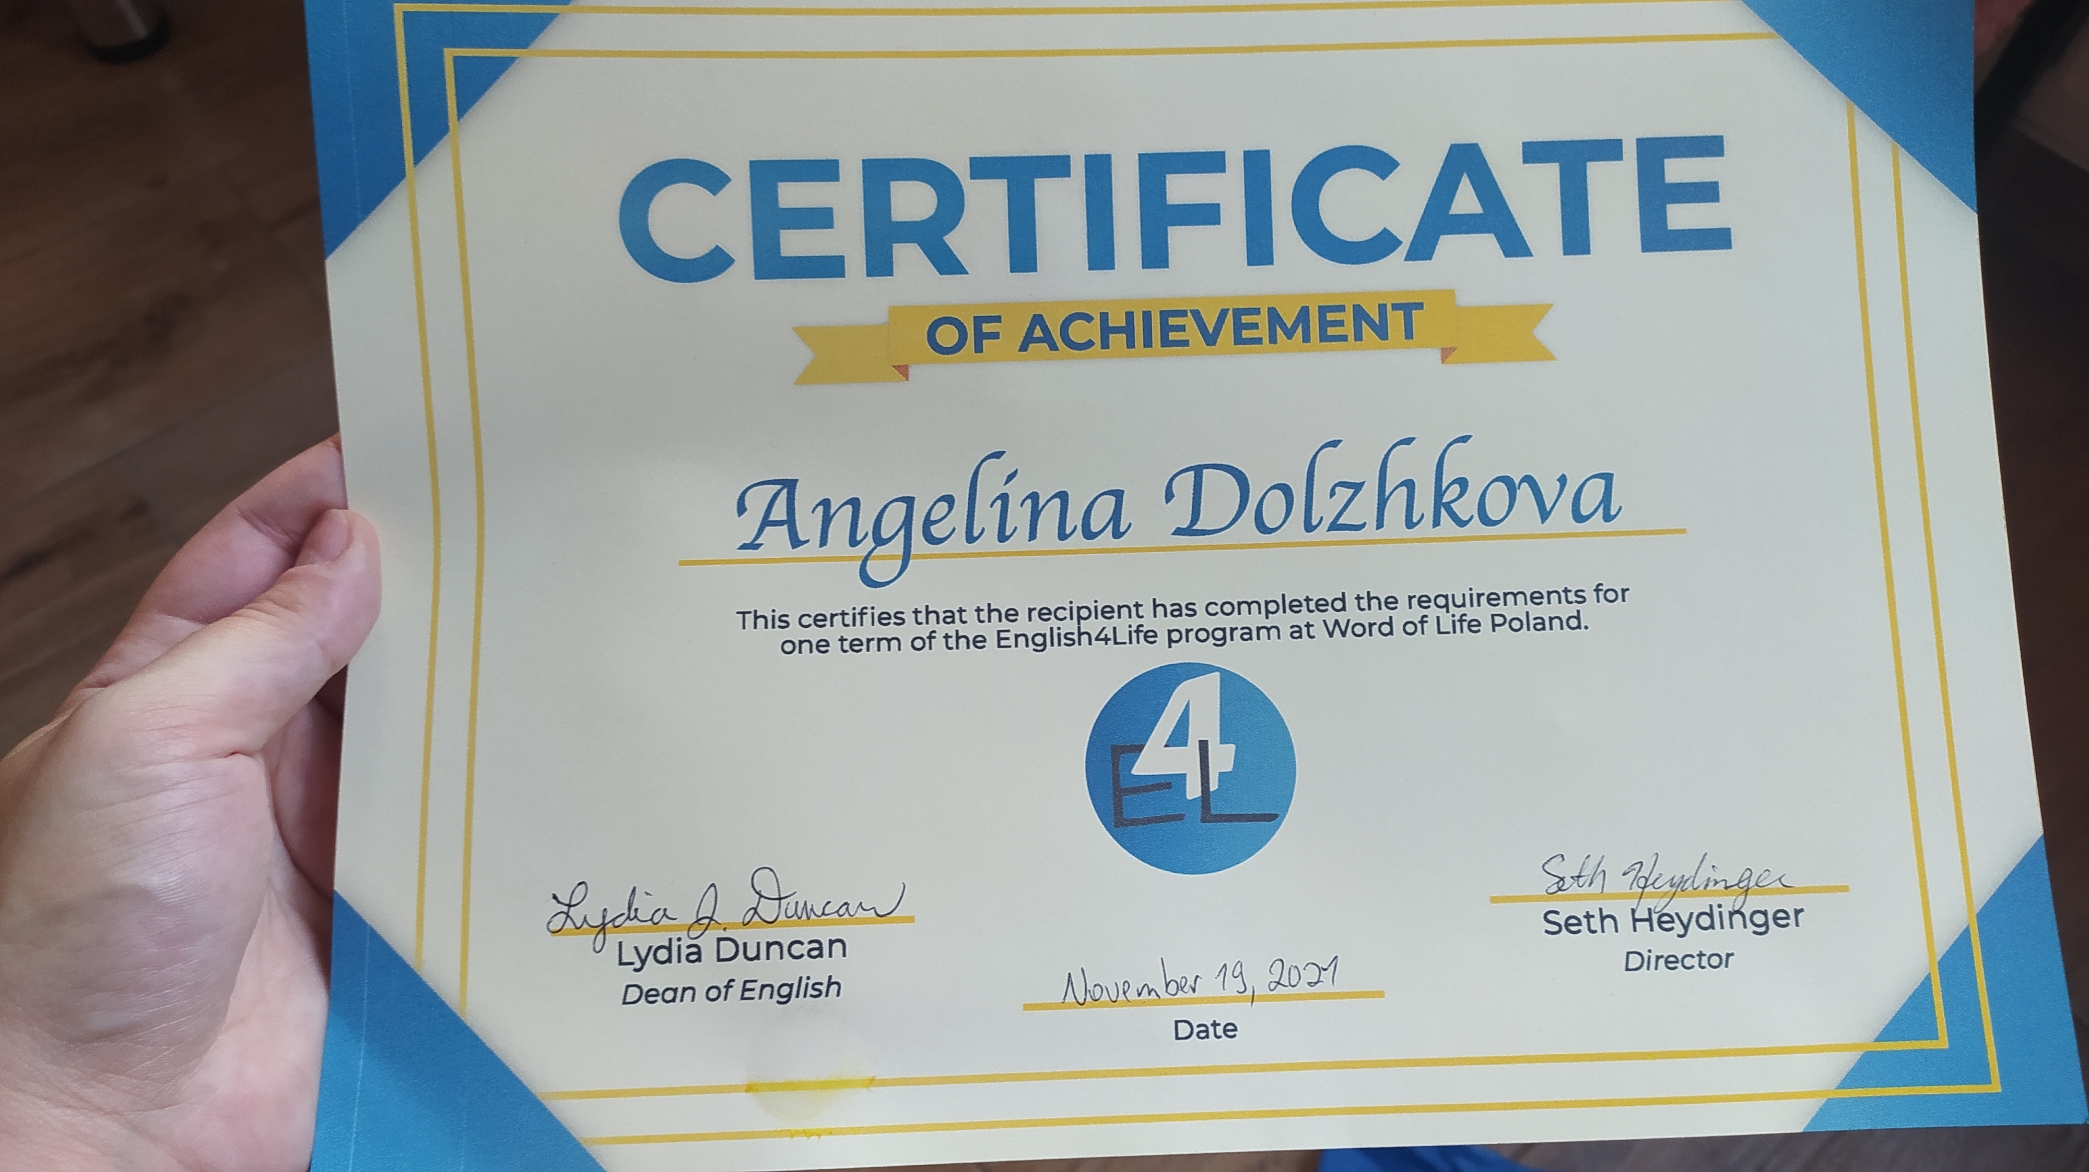 CERTIFICATE
OF ACHIEVEMENT
Angelina Dolzhkova
This certifies that the recipient has completed the requirements for
one term of the English4Life program at Word of Life Poland.
4
EL
Lydia J. Duncan
Lydia Duncan
Dean of English
November 19, 2021
Date
Seth Heydinger
Seth Heydinger
Director